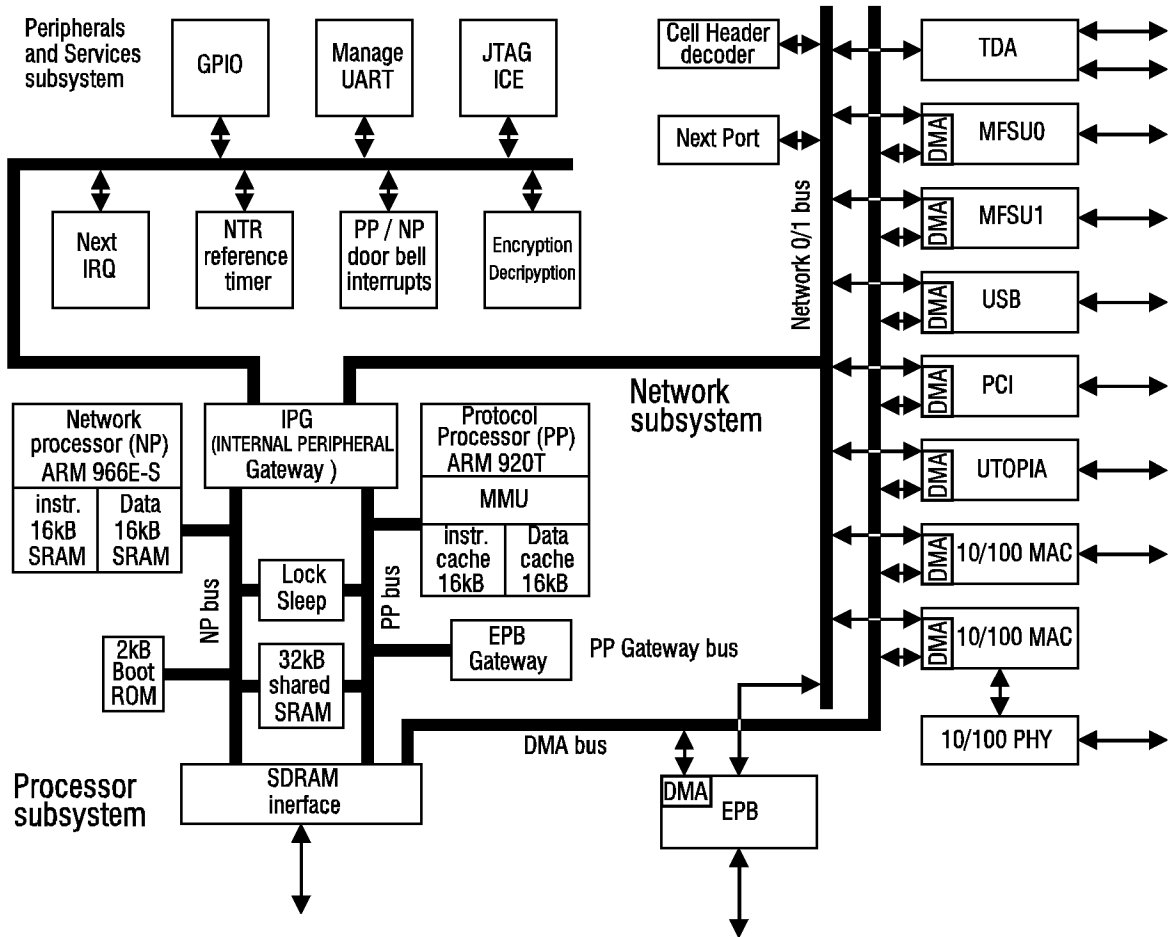 Peripherals
and Services
subsystem
GPIO
Manage
UART
JTAG
ICE
Next
IRQ
NTR
reference
timer
PP / NP
door bell
interrupts
Encryption
Decripyption
Cell Header
decoder
Next Port
Network 0/1 bus
TDA
DMA
MFSU0
DMA
MFSU1
DMA
USB
DMA
PCI
DMA
UTOPIA
DMA
10/100 MAC
DMA
10/100 MAC
10/100 PHY
Network
subsystem
Network
processor (NP)
ARM 966E-S
instr.
16kB
SRAM
Data
16kB
SRAM
IPG
(INTERNAL PERIPHERAL
Gateway )
Protocol
Processor (PP)
ARM 920T
MMU
instr.
cache
16kB
Data
cache
16kB
NP bus
Lock
Sleep
PP bus
2kB
Boot
ROM
32kB
shared
SRAM
EPB
Gateway
PP Gateway bus
DMA bus
Processor
subsystem
SDRAM
inerface
DMA
EPB